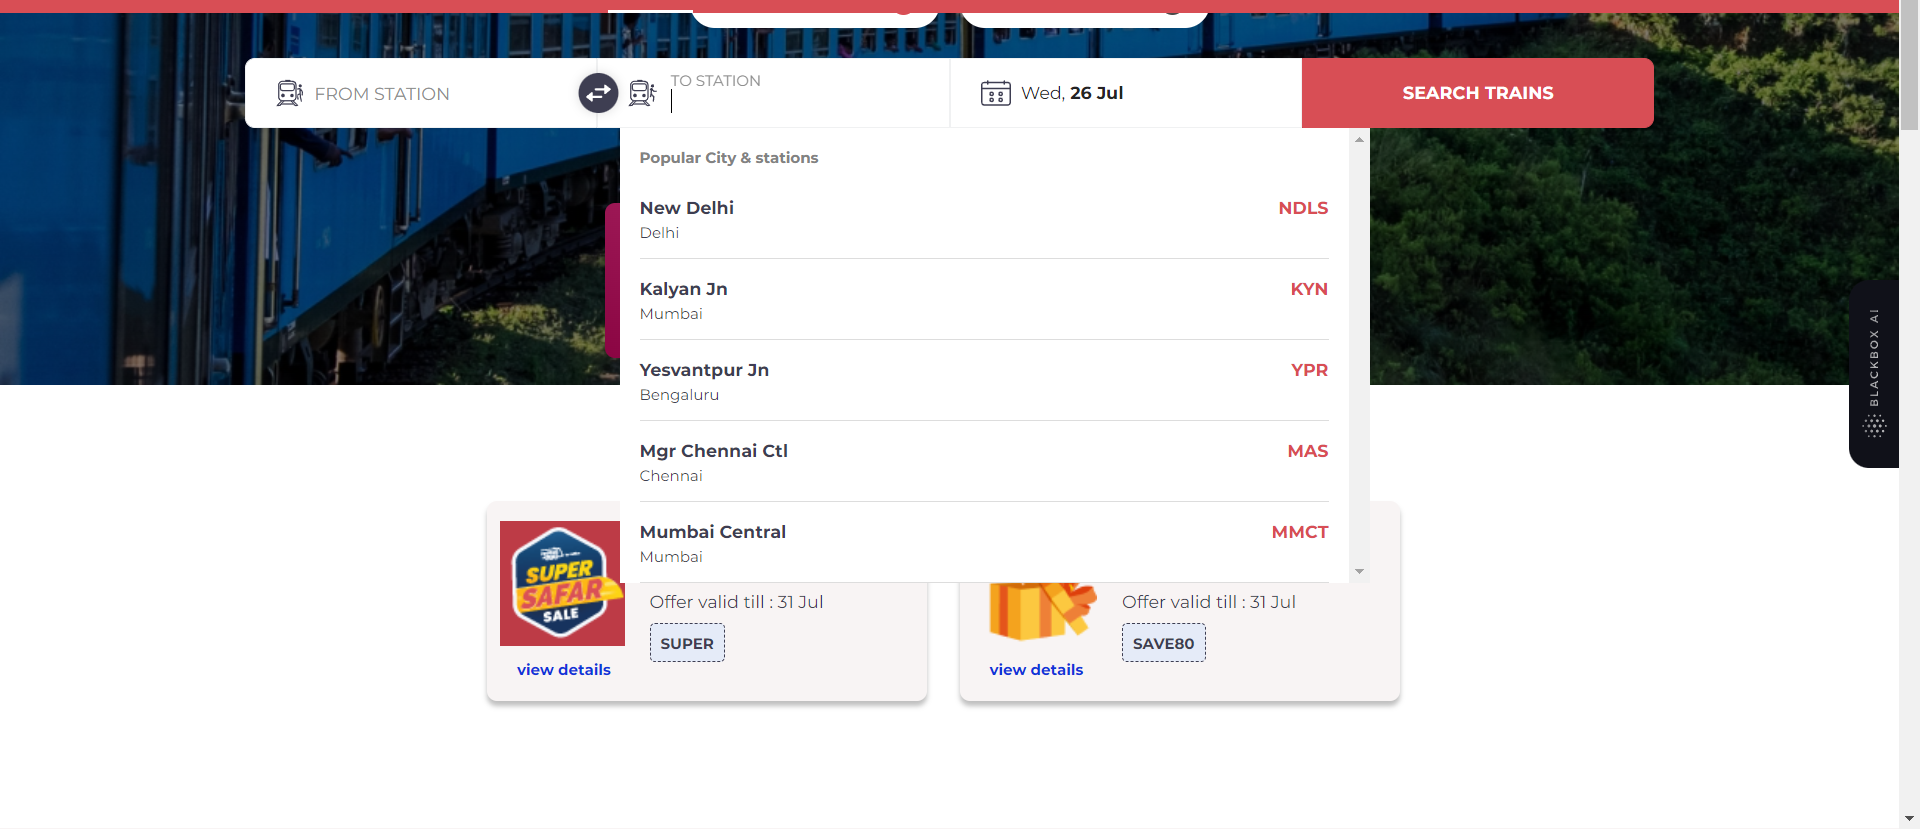 FROM STATION
TO STATION
Wed, 26 Jul
SEARCH TRAINS
Popular City & stations
New Delhi NDLS
Delhi
Kalyan Jn KYN
Mumbai
Yesvantpur Jn YPR
Bengaluru
Mgr Chennai Ctl MAS
Chennai
Mumbai Central MMCT
Mumbai
BLACKBOX AI
SUPER
SAFAR
SALE
Offer valid till : 31 Jul
SUPER
view details
Offer valid till : 31 Jul
SAVE80
view details